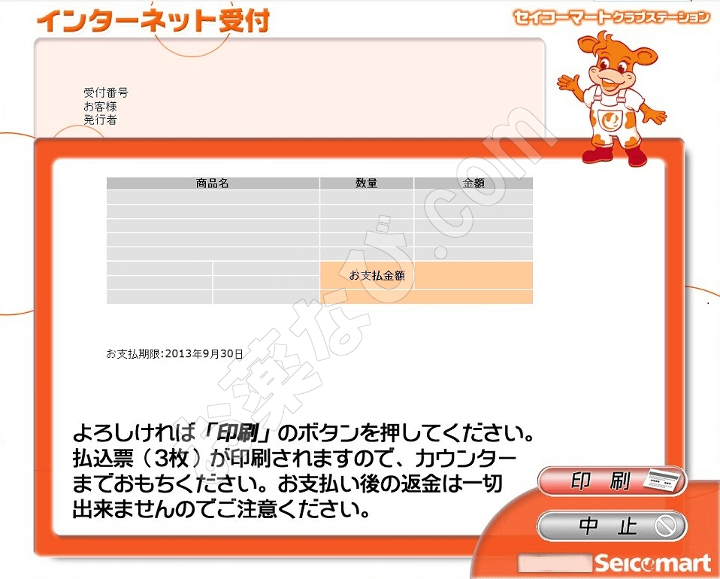 インターネット受付
セイコーマートクラブステーション
受付番号
お客様
発行者
商品名 数量 金額
お支払金額
お支払期限:2013年9月30日
お薬なび.com
よろしければ「印刷」のボタンを押してください。
払込票(3枚)が印刷されますので、カウンター
までおもちください。お支払い後の返金は一切
出来ませんのでご注意ください。
印 刷
中 止
Seicomart